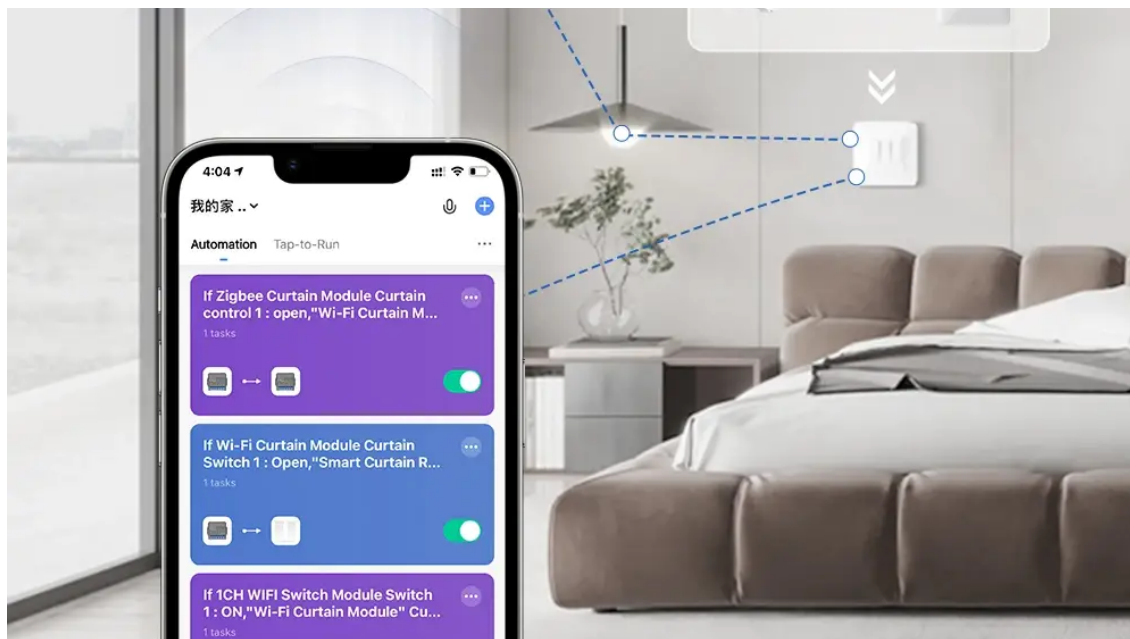 4:04
我的家 ..
Automation Tap-to-Run
If Zigbee Curtain Module Curtain
control 1 : open,"Wi-Fi Curtain M...
1 tasks
If Wi-Fi Curtain Module Curtain
Switch 1 : Open,"Smart Curtain R...
1 tasks
If 1CH WIFI Switch Module Switch
1 : ON,"Wi-Fi Curtain Module" Cu...
1 tasks